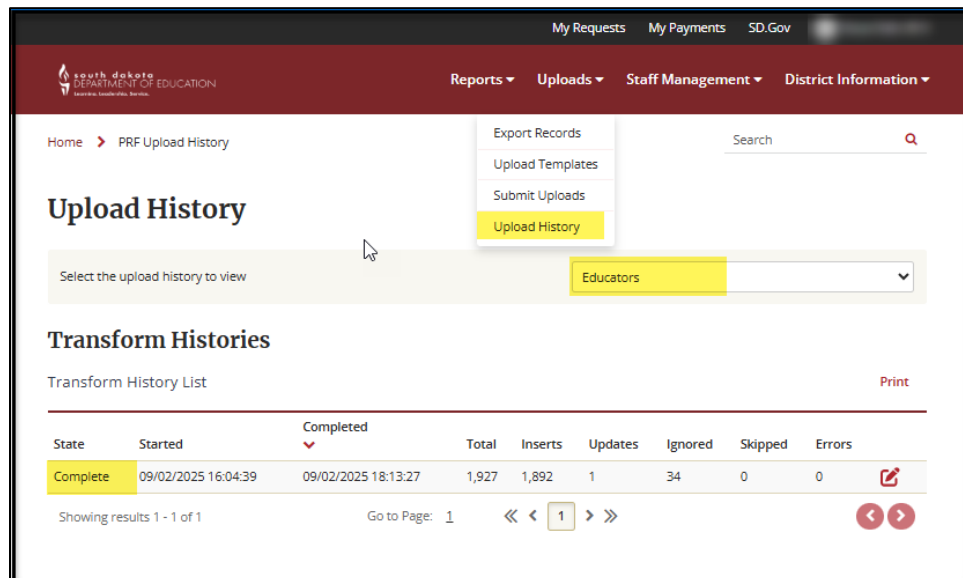 My Requests My Payments SD.Gov
south dakota
DEPARTMENT OF EDUCATION
Learning. Leadership. Service.
Reports Uploads Staff Management District Information
Home PRF Upload History
Search
Export Records
Upload Templates
Submit Uploads
Upload History
Upload History
Select the upload history to view
Educators
Transform Histories
Transform History List
Print
State Started Completed Total Inserts Updates Ignored Skipped Errors
Complete 09/02/2025 16:04:39 09/02/2025 18:13:27 1,927 1,892 1 34 0 0
Showing results 1 - 1 of 1
Go to Page: 1 1